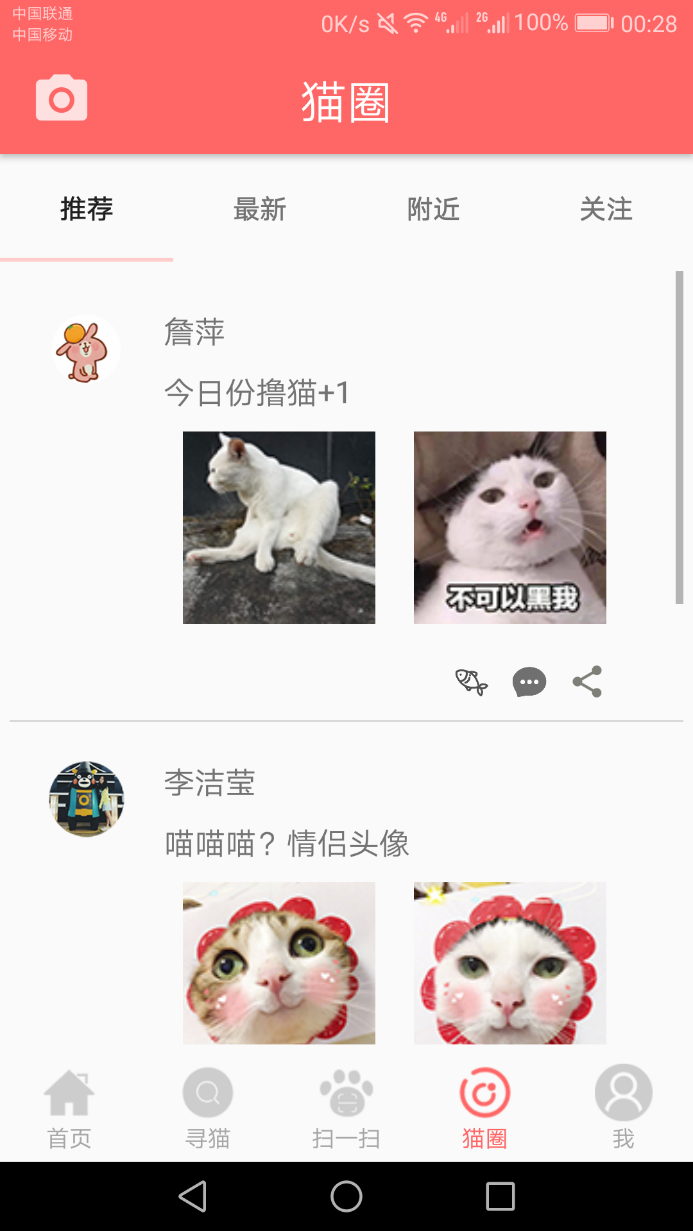 中国联通
中国移动
0K/s 4G 2G 100% 00:28
猫圈
推荐 最新 附近 关注
詹萍
今日份撸猫+1
不可以黑我
李洁莹
喵喵喵？情侣头像
首页 寻猫 扫一扫 猫圈 我